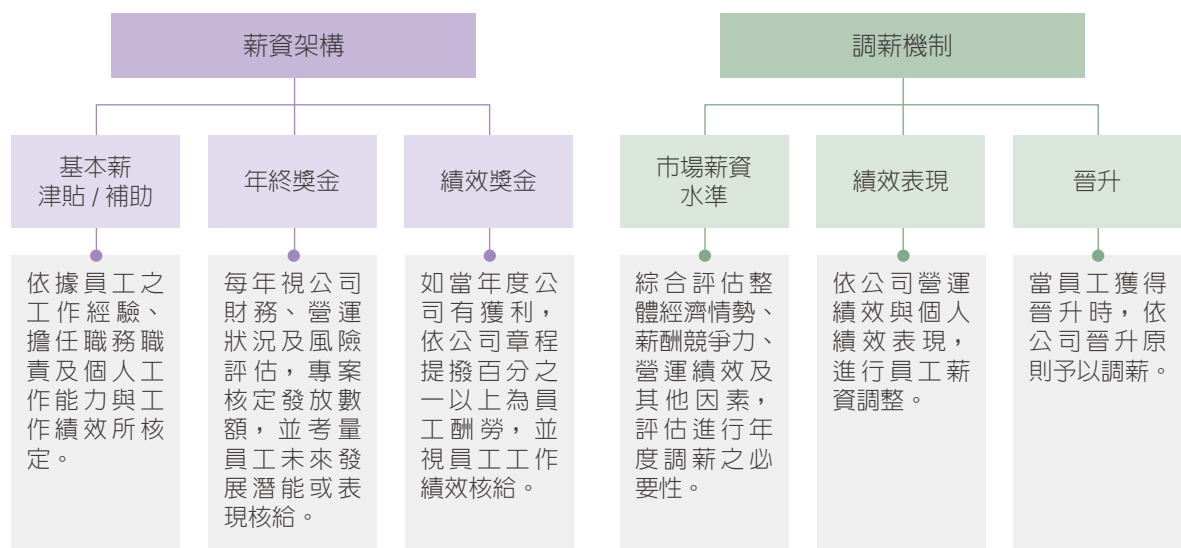 薪資架構
基本薪
津貼 / 補助
依據員工之
工作經驗、
擔任職務職
責及個人工
作能力與工
作績效所核
定。
年終獎金
每年視公司
財務、營運
狀況及風險
評估，專案
核定發放數
額，並考量
員工未來發
展潛能或表
現核給。
績效獎金
如當年度公
司有獲利，
依公司章程
提撥百分之
一以上為員
工酬勞，並
視員工工作
績效核給。
調薪機制
市場薪資
水準
綜合評估整
體經濟情勢、
薪酬競爭力、
營運績效及
其他因素，
評估進行年
度調薪之必
要性。
績效表現
依公司營運
績效與個人
績效表現，
進行員工薪
資調整。
晉升
當員工獲得
晉升時，依
公司晉升原
則予以調薪。